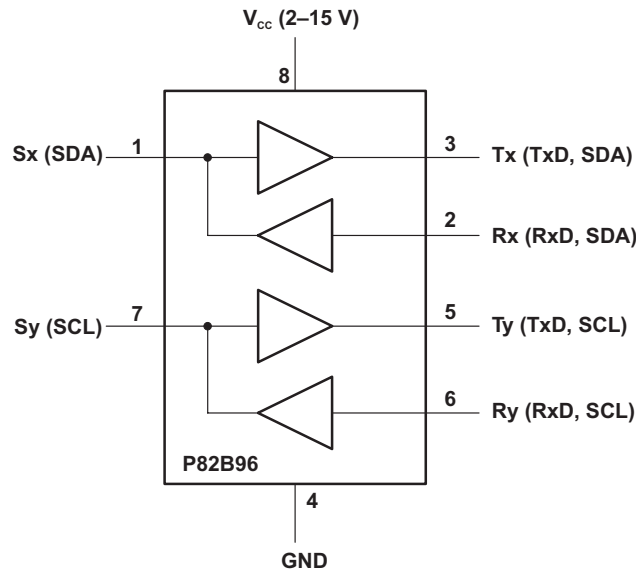 V_CC (2–15 V)
8
Sx (SDA) 1
3 Tx (TxD, SDA)
2 Rx (RxD, SDA)
Sy (SCL) 7
5 Ty (TxD, SCL)
6 Ry (RxD, SCL)
P82B96
4
GND